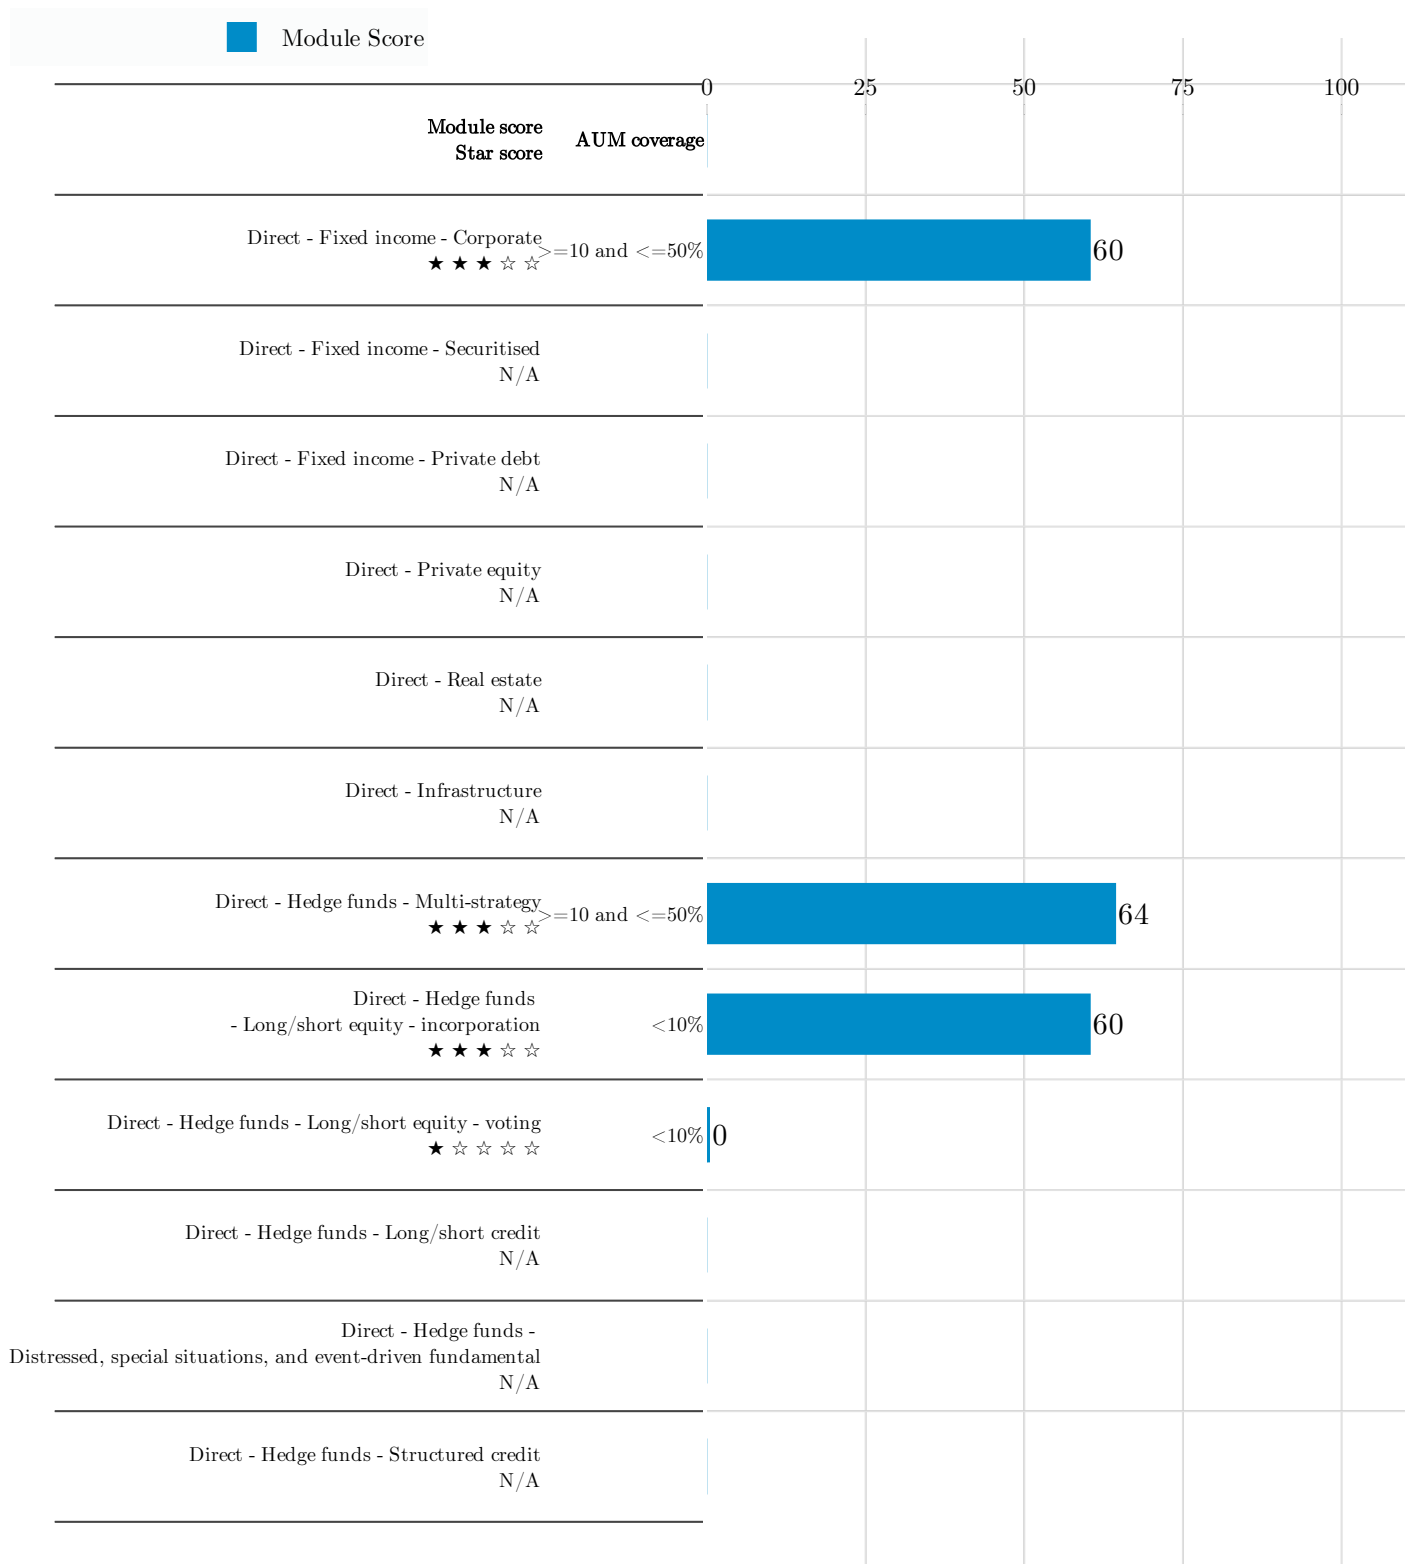 Module Score
0 25 50 75 100
Module score
Star score
AUM coverage
Direct - Fixed income - Corporate
★ ★ ★ ☆ ☆
>=10 and <=50%
60
Direct - Fixed income - Securitised
N/A
Direct - Fixed income - Private debt
N/A
Direct - Private equity
N/A
Direct - Real estate
N/A
Direct - Infrastructure
N/A
Direct - Hedge funds - Multi-strategy
★ ★ ★ ☆ ☆
>=10 and <=50%
64
Direct - Hedge funds
- Long/short equity - incorporation
★ ★ ★ ☆ ☆
<10%
60
Direct - Hedge funds - Long/short equity - voting
★ ☆ ☆ ☆ ☆
<10%
0
Direct - Hedge funds - Long/short credit
N/A
Direct - Hedge funds -
Distressed, special situations, and event-driven fundamental
N/A
Direct - Hedge funds - Structured credit
N/A